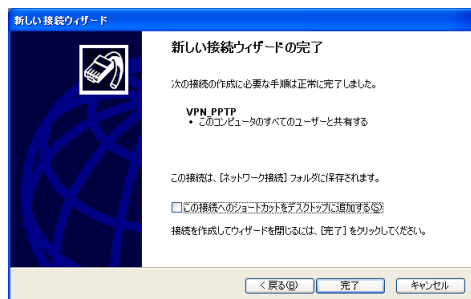 新しい接続ウィザード
新しい接続ウィザードの完了
次の接続の作成に必要な手順は正常に完了しました。
VPN_PPTP
• このコンピュータのすべてのユーザーと共有する
この接続は、[ネットワーク接続] フォルダに保存されます。
この接続へのショートカットをデスクトップに追加する(S)
接続を作成してウィザードを閉じるには、[完了] をクリックしてください。
< 戻る(B)
完了
キャンセル